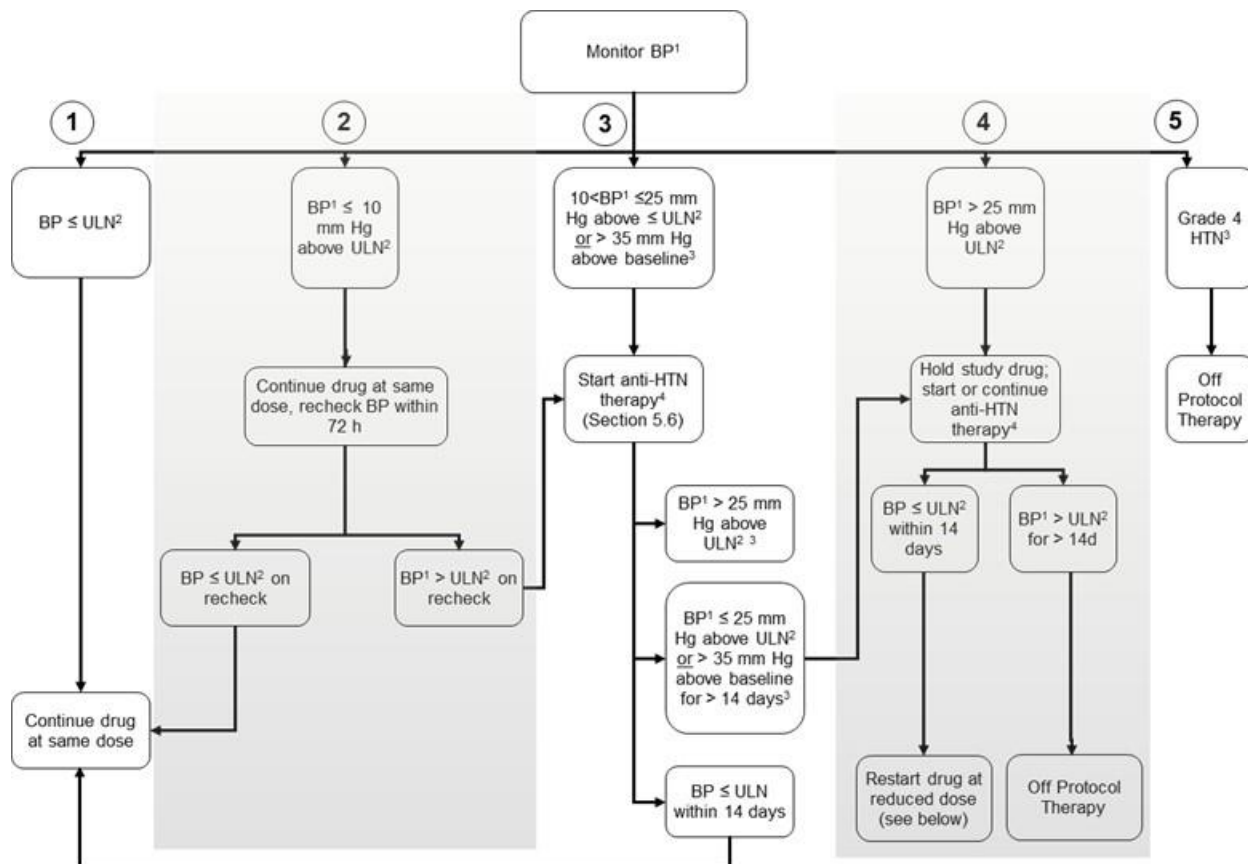 Monitor BP¹
1
2
3
4
5
BP ≤ ULN²
BP¹ ≤ 10
mm Hg
above ULN²
10<BP¹ ≤25 mm
Hg above ≤ ULN²
or > 35 mm Hg
above baseline³
BP¹ > 25 mm
Hg above
ULN²
Grade 4
HTN³
Continue drug at same
dose, recheck BP within
72 h
Start anti-HTN
therapy⁴
(Section 5.6)
Hold study drug;
start or continue
anti-HTN
therapy⁴
Off
Protocol
Therapy
BP ≤ ULN² on
recheck
BP¹ > ULN² on
recheck
BP¹ > 25 mm
Hg above
ULN² ³
BP ≤ ULN²
within 14
days
BP¹ > ULN²
for > 14d
BP¹ ≤ 25 mm
Hg above ULN²
or > 35 mm Hg
above baseline
for > 14 days³
Continue drug
at same dose
BP ≤ ULN
within 14 days
Restart drug at
reduced dose
(see below)
Off Protocol
Therapy